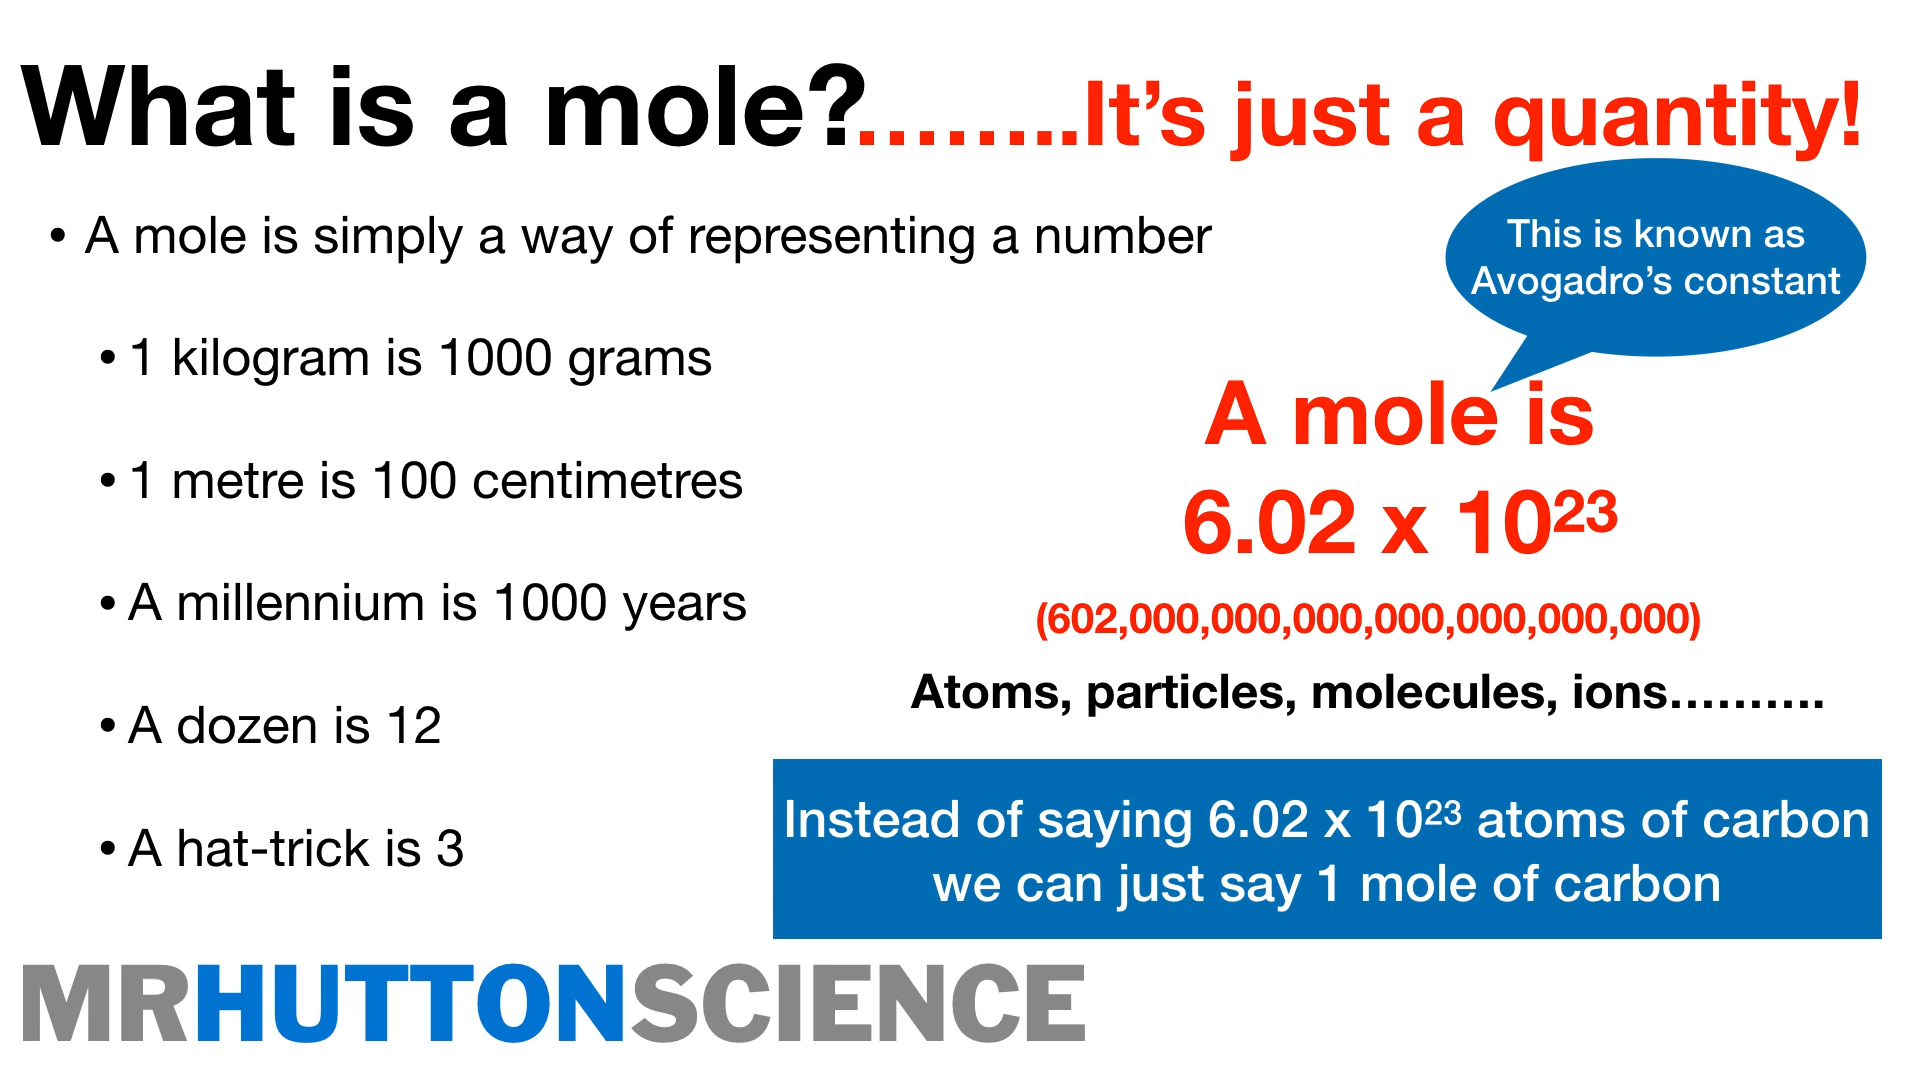 What is a mole?........It’s just a quantity!
• A mole is simply a way of representing a number
• 1 kilogram is 1000 grams
• 1 metre is 100 centimetres
• A millennium is 1000 years
• A dozen is 12
• A hat-trick is 3
This is known as
Avogadro’s constant
A mole is
6.02 x 10²³
(602,000,000,000,000,000,000,000)
Atoms, particles, molecules, ions..........
Instead of saying 6.02 x 10²³ atoms of carbon
we can just say 1 mole of carbon
MRHUTTONSCIENCE